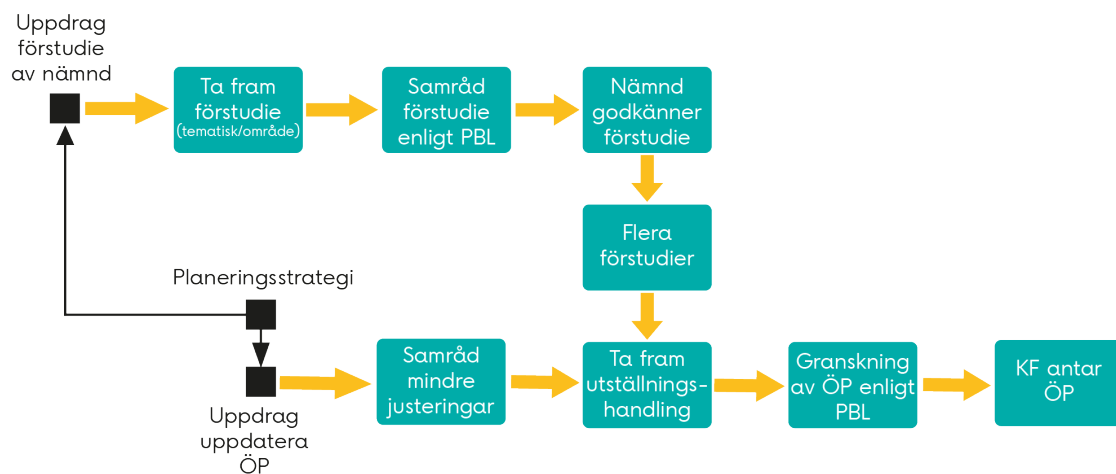 Uppdrag
förstudie
av nämnd
Ta fram
förstudie
(tematisk/område)
Samråd
förstudie
enligt PBL
Nämnd
godkänner
förstudie
Flera
förstudier
Planeringsstrategi
Uppdrag
uppdatera
ÖP
Samråd
mindre
justeringar
Ta fram
utställnings-
handling
Granskning
av ÖP enligt
PBL
KF antar
ÖP